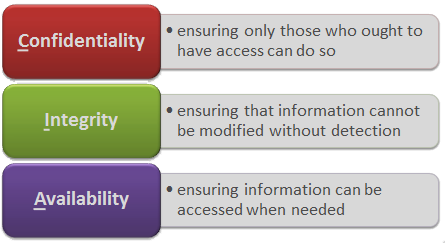 Confidentiality
• ensuring only those who ought to
have access can do so
Integrity
• ensuring that information cannot
be modified without detection
Availability
• ensuring information can be
accessed when needed